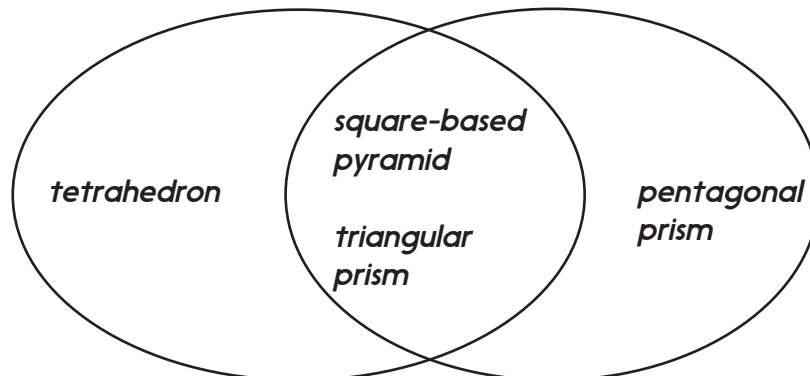 tetrahedron
square-based
pyramid
triangular
prism
pentagonal
prism